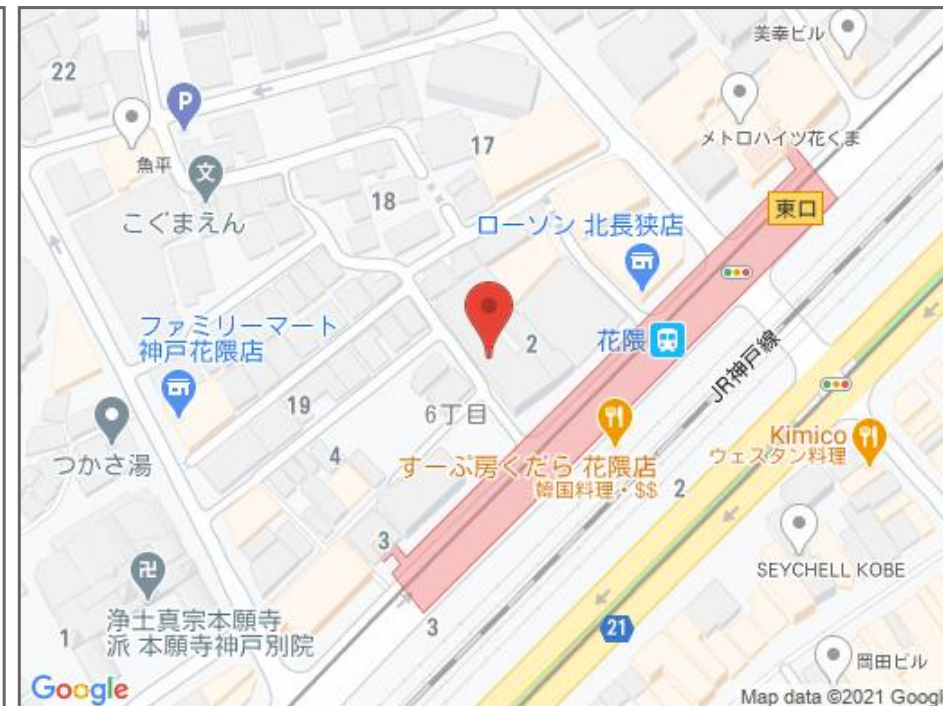 美幸ビル
22
P
メトロハイツ花くま
魚平
17
文
こぐまえん
18
東口
ローソン 北長狭店
ファミリーマート
神戸花隈店
2
花隈
JR神戸線
19
6丁目
つかさ湯
4
すーぷ房くだら 花隈店
韓国料理・$$
2
Kimico
ウェスタン料理
3
卍
SEYCHELL KOBE
浄土真宗本願寺
派 本願寺神戸別院
1
3
21
岡田ビル
Google
Map data ©2021 Googl